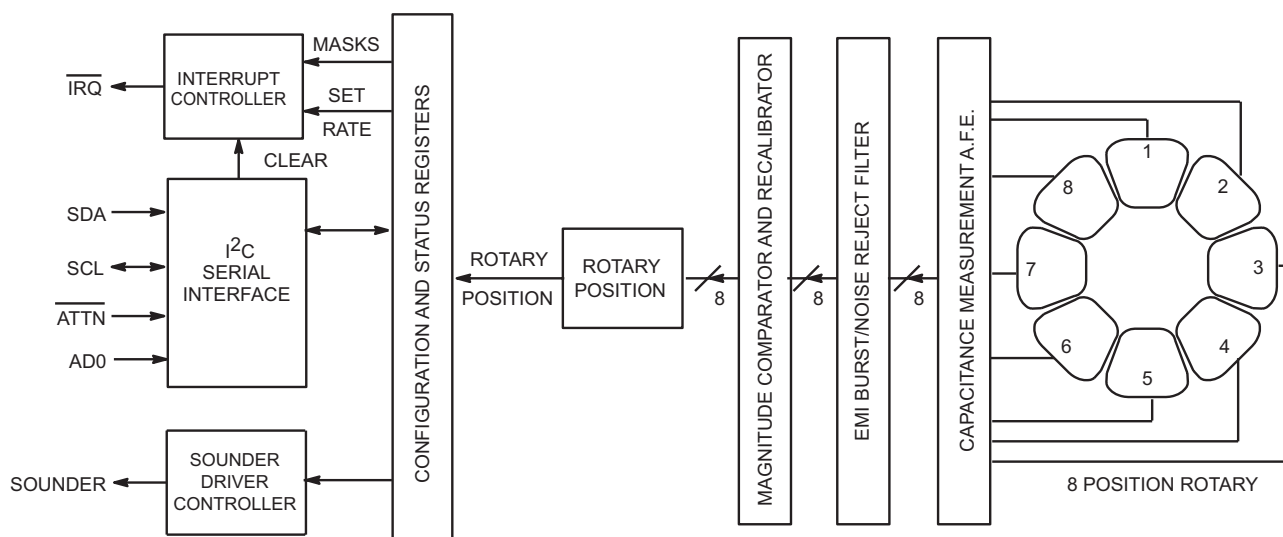 IRQ
INTERRUPT
CONTROLLER
MASKS
SET
RATE
CLEAR
SDA
SCL
ATTN
AD0
I2C
SERIAL
INTERFACE
SOUNDER
SOUNDER
DRIVER
CONTROLLER
CONFIGURATION AND STATUS REGISTERS
ROTARY
POSITION
ROTARY
POSITION
8
MAGNITUDE COMPARATOR AND RECALIBRATOR
8
EMI BURST/NOISE REJECT FILTER
8
CAPACITANCE MEASUREMENT A.F.E.
1
2
3
4
5
6
7
8
8 POSITION ROTARY